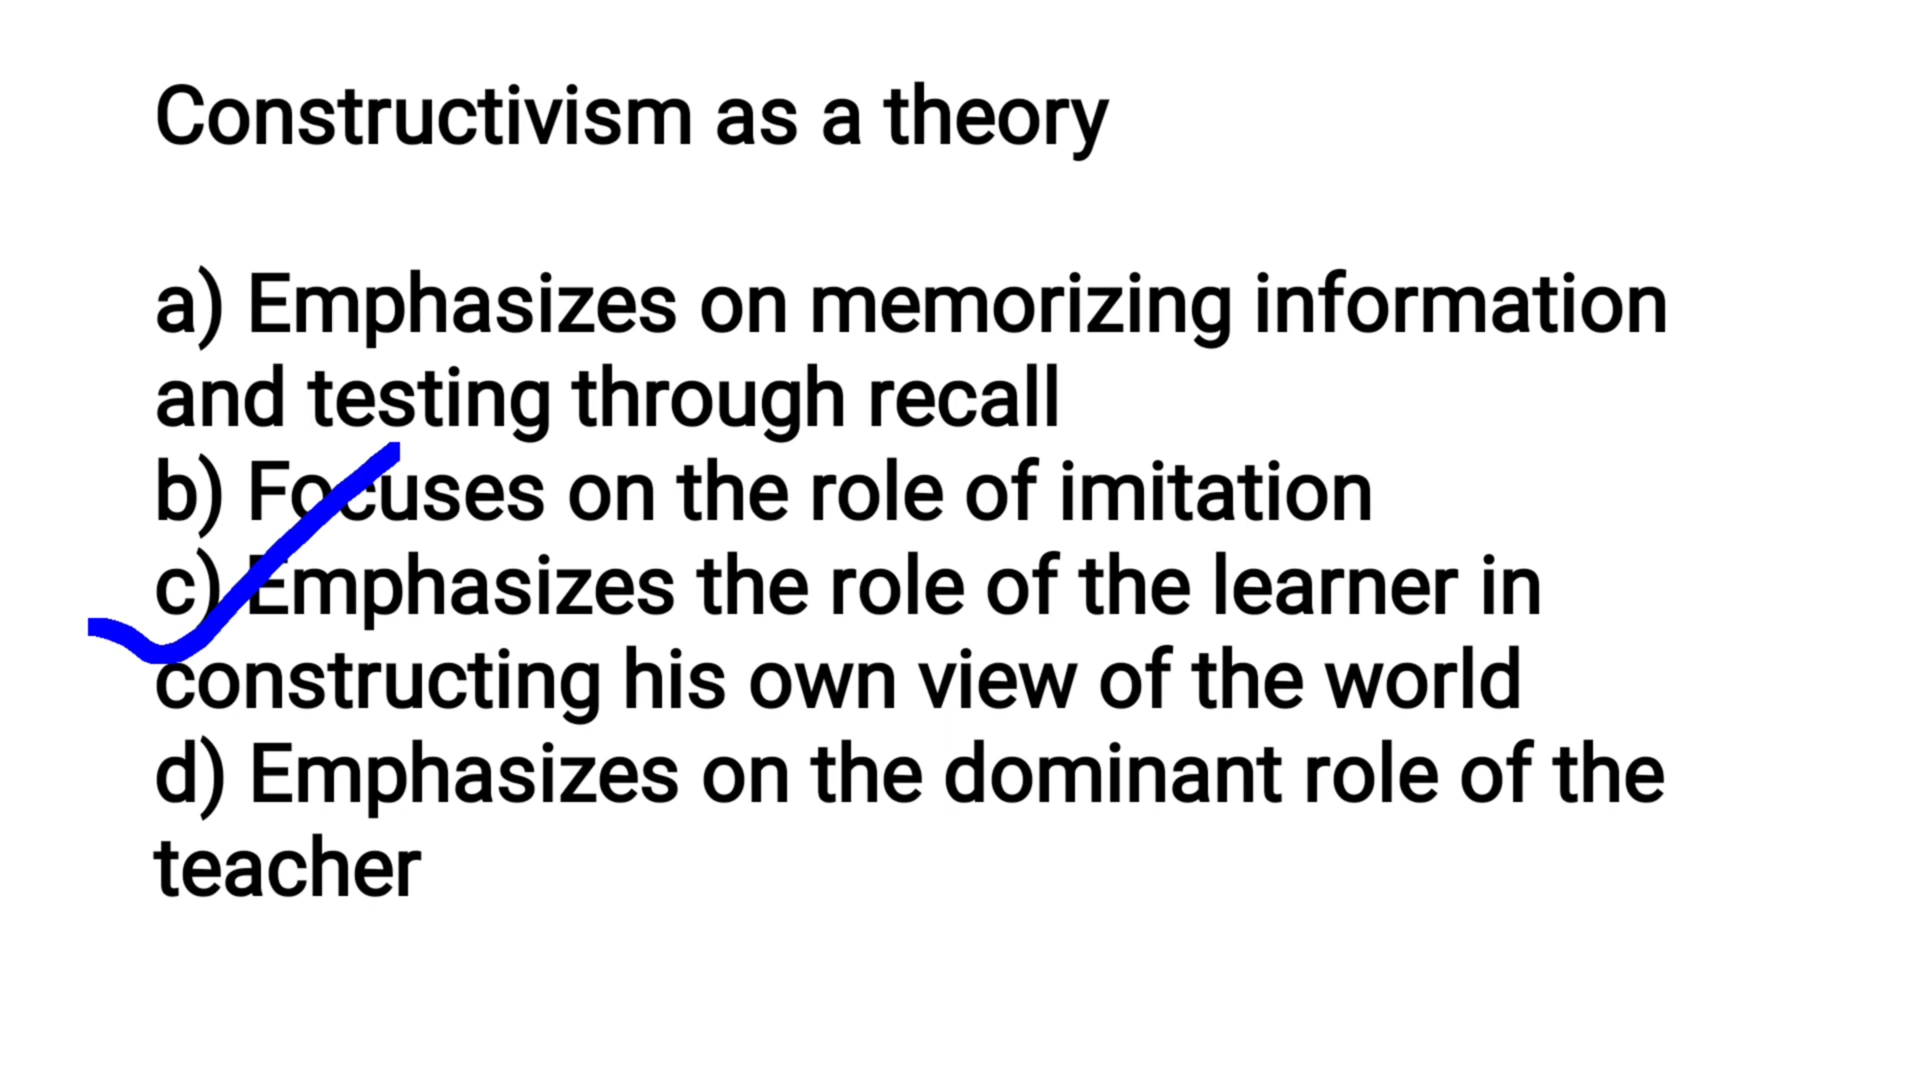 Constructivism as a theory
a) Emphasizes on memorizing information
and testing through recall
b) Focuses on the role of imitation
c) Emphasizes the role of the learner in
constructing his own view of the world
d) Emphasizes on the dominant role of the
teacher